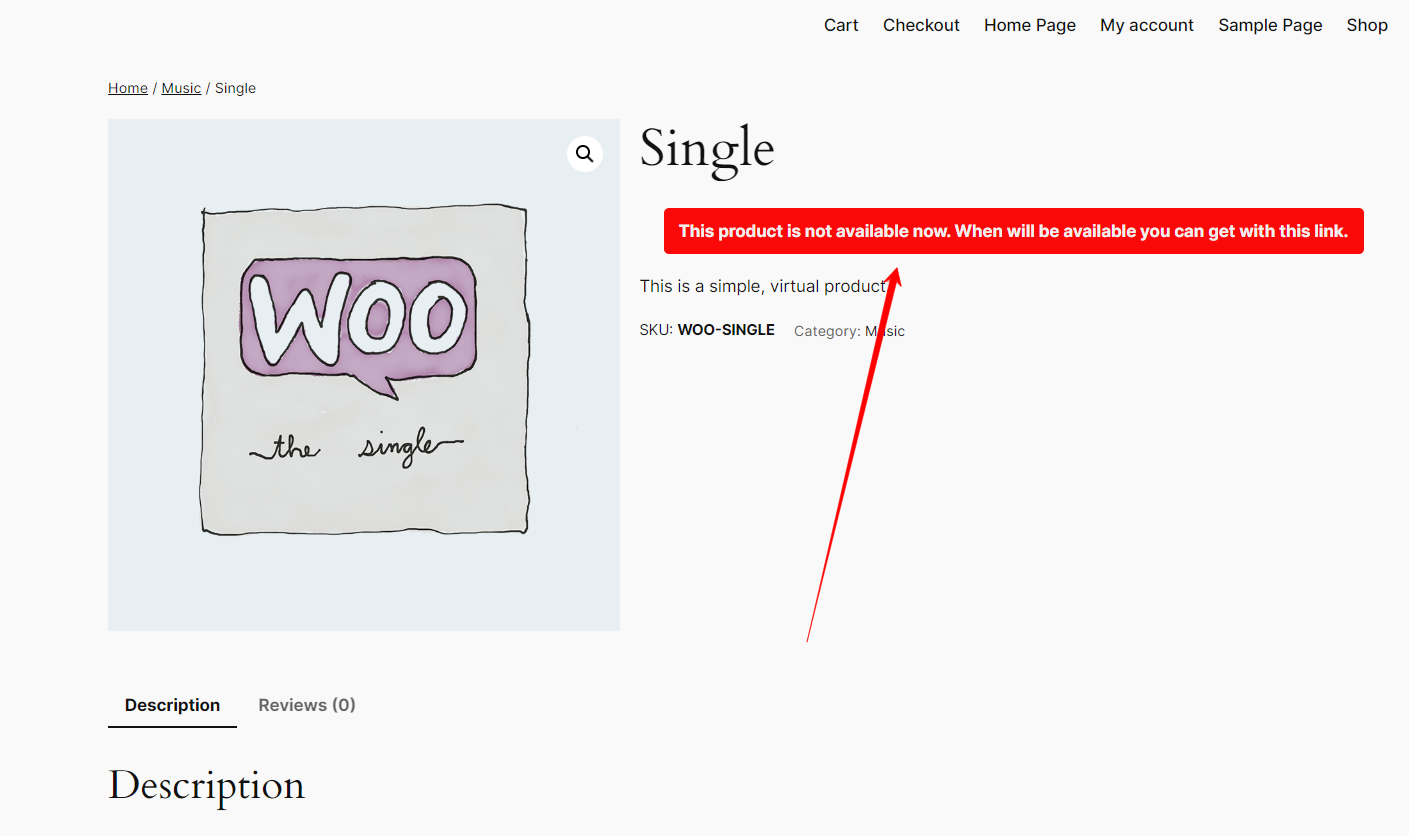 Cart Checkout Home Page My account Sample Page Shop
Home / Music / Single
Single
This product is not available now. When will be available you can get with this link.
This is a simple, virtual product.
SKU: WOO-SINGLE Category: Music
WOO
the single
Description Reviews (0)
Description